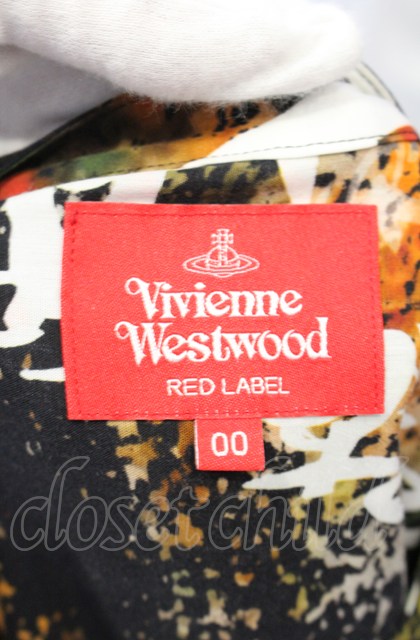 Vivienne
Westwood
RED LABEL
00
closet child